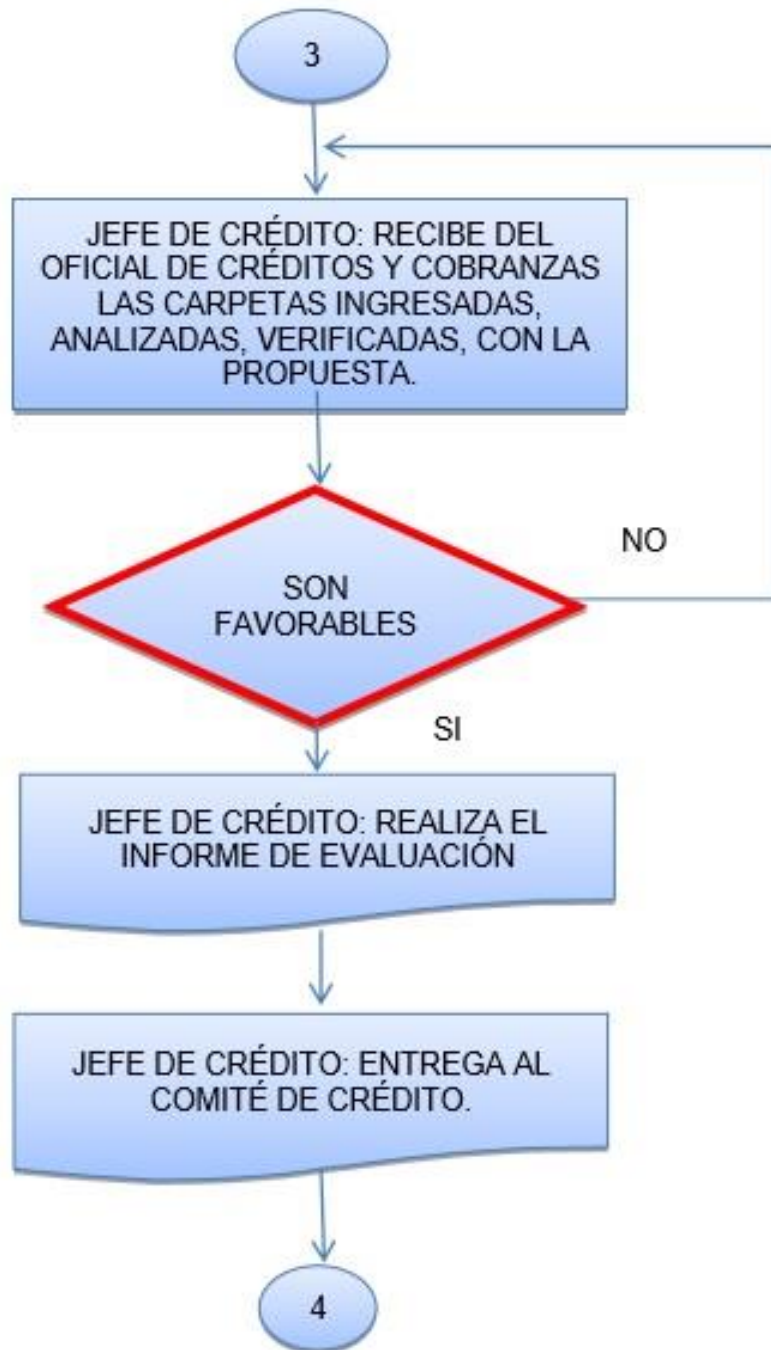 3
JEFE DE CRÉDITO: RECIBE DEL
OFICIAL DE CRÉDITOS Y COBRANZAS
LAS CARPETAS INGRESADAS,
ANALIZADAS, VERIFICADAS, CON LA
PROPUESTA.
NO
SON
FAVORABLES
SI
JEFE DE CRÉDITO: REALIZA EL
INFORME DE EVALUACIÓN
JEFE DE CRÉDITO: ENTREGA AL
COMITÉ DE CRÉDITO.
4